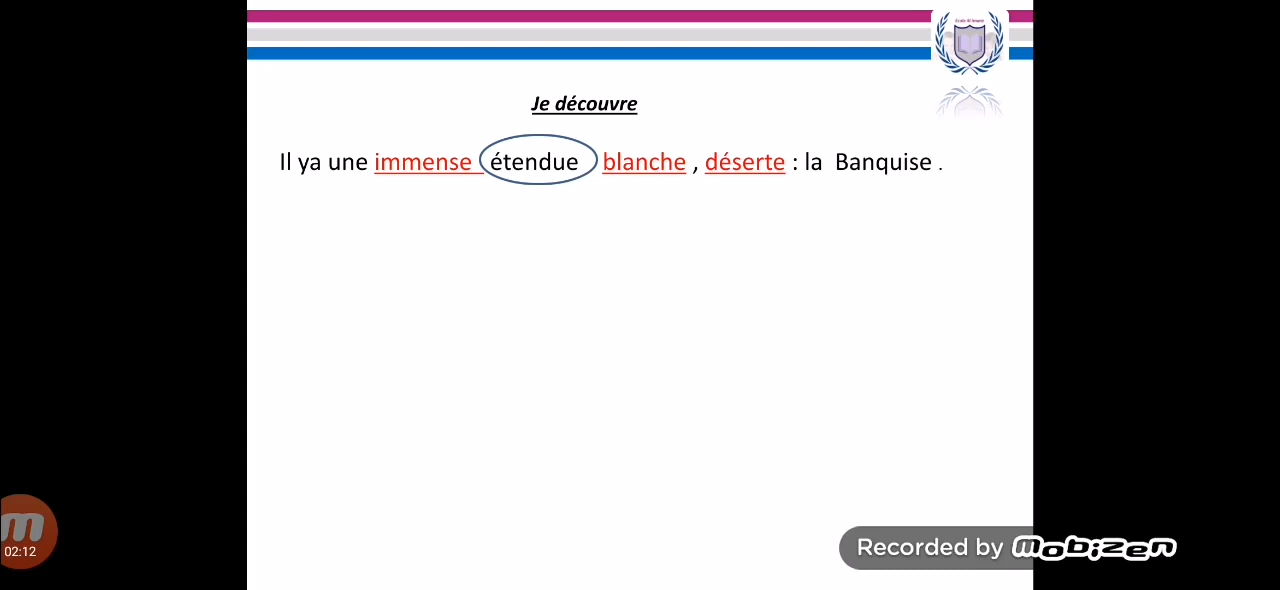 Je découvre
Il ya une immense étendue blanche , déserte : la Banquise .
02:12
Recorded by mobizen